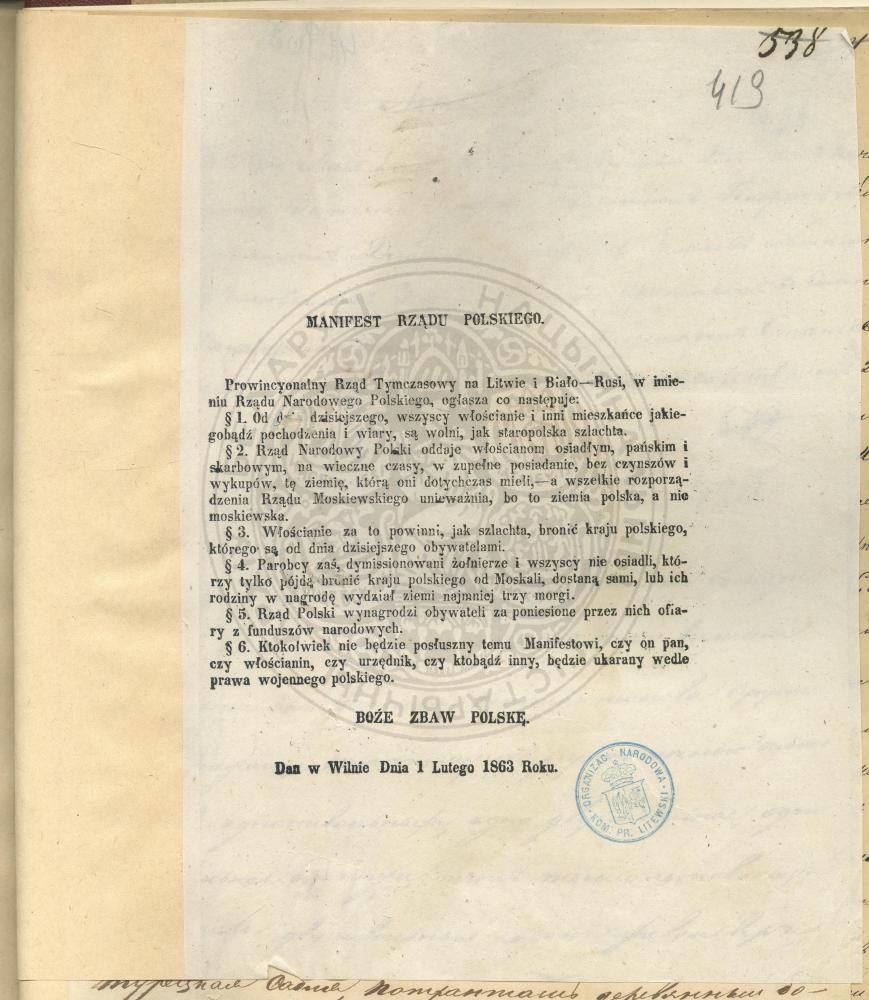 538
419
MANIFEST RZĄDU POLSKIEGO.
Prowincyonalny Rząd Tymczasowy na Litwie i Biało—Rusi, w imie-
niu Rządu Narodowego Polskiego, ogłasza co następuje:
§ 1. Od dzisiejszego, wszyscy włościanie i inni mieszkańce jakie-
gobądź pochodzenia i wiary, są wolni, jak staropolska szlachta.
§ 2. Rząd Narodowy Polski oddaje włościanom osiadłym, pańskim i
skarbowym, na wieczne czasy, w zupełne posiadanie, bez czynszów i
wykupów, tę ziemię, którą oni dotychczas mieli,—a wszelkie rozporzą-
dzenia Rządu Moskiewskiego unieważnia, bo to ziemia polska, a nie
moskiewska.
§ 3. Włościanie za to powinni, jak szlachta, bronić kraju polskiego,
którego są od dnia dzisiejszego obywatelami.
§ 4. Parobcy zaś, dymissionowani żołnierze i wszyscy nie osiadli, któ-
rzy tylko pójdą bronić kraju polskiego od Moskali, dostaną sami, lub ich
rodziny w nagrodę wydział ziemi najmniej trzy morgi.
§ 5. Rząd Polski wynagrodzi obywateli za poniesione przez nich ofia-
ry z funduszów narodowych.
§ 6. Ktokolwiek nie będzie posłuszny temu Manifestowi, czy on pan,
czy włościanin, czy urzędnik, czy ktobądź inny, będzie ukarany wedle
prawa wojennego polskiego.
BOŻE ZBAW POLSKĘ.
Dan w Wilnie Dnia 1 Lutego 1863 Roku.
ORGANIZAC NARODOWA
KOM. PR. LITEWSKI